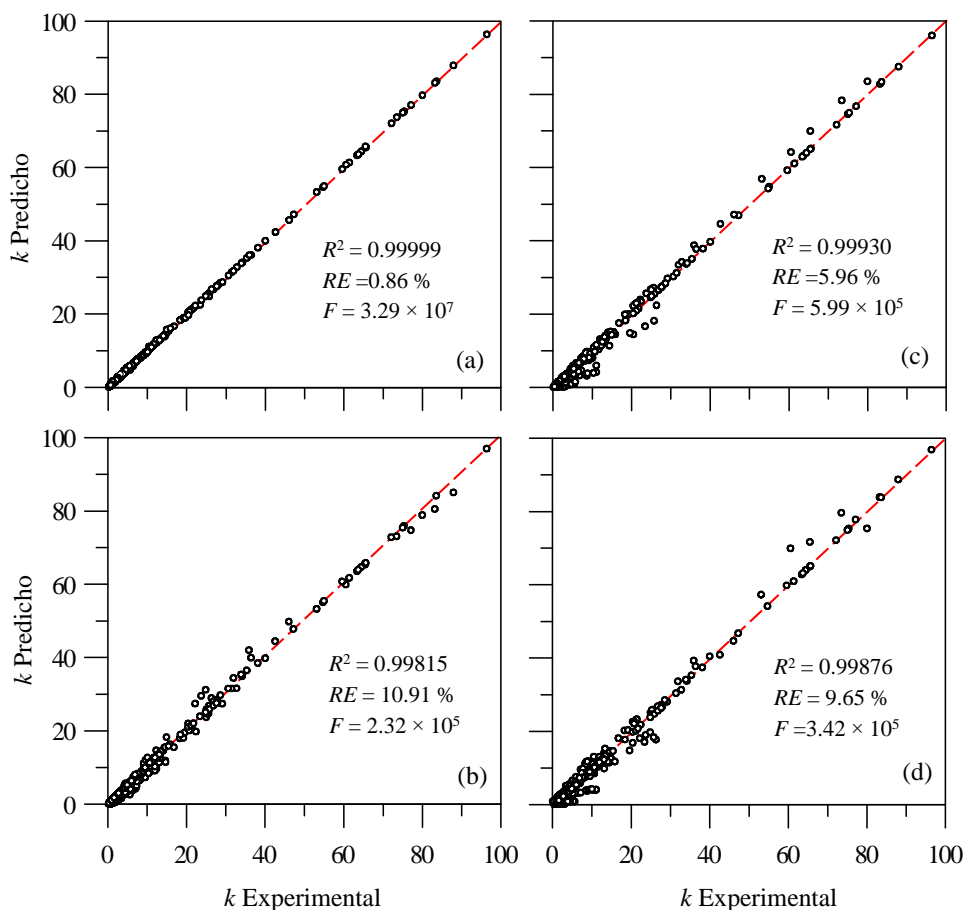 100
80
60
40
20
0
k Predicho
R² = 0.99999
RE =0.86 %
F = 3.29 × 10⁷
(a)
R² = 0.99930
RE =5.96 %
F = 5.99 × 10⁵
(c)
100
80
60
40
20
0
k Predicho
R² = 0.99815
RE = 10.91 %
F = 2.32 × 10⁵
(b)
R² = 0.99876
RE = 9.65 %
F =3.42 × 10⁵
(d)
0 20 40 60 80 100
0 20 40 60 80 100
k Experimental
k Experimental